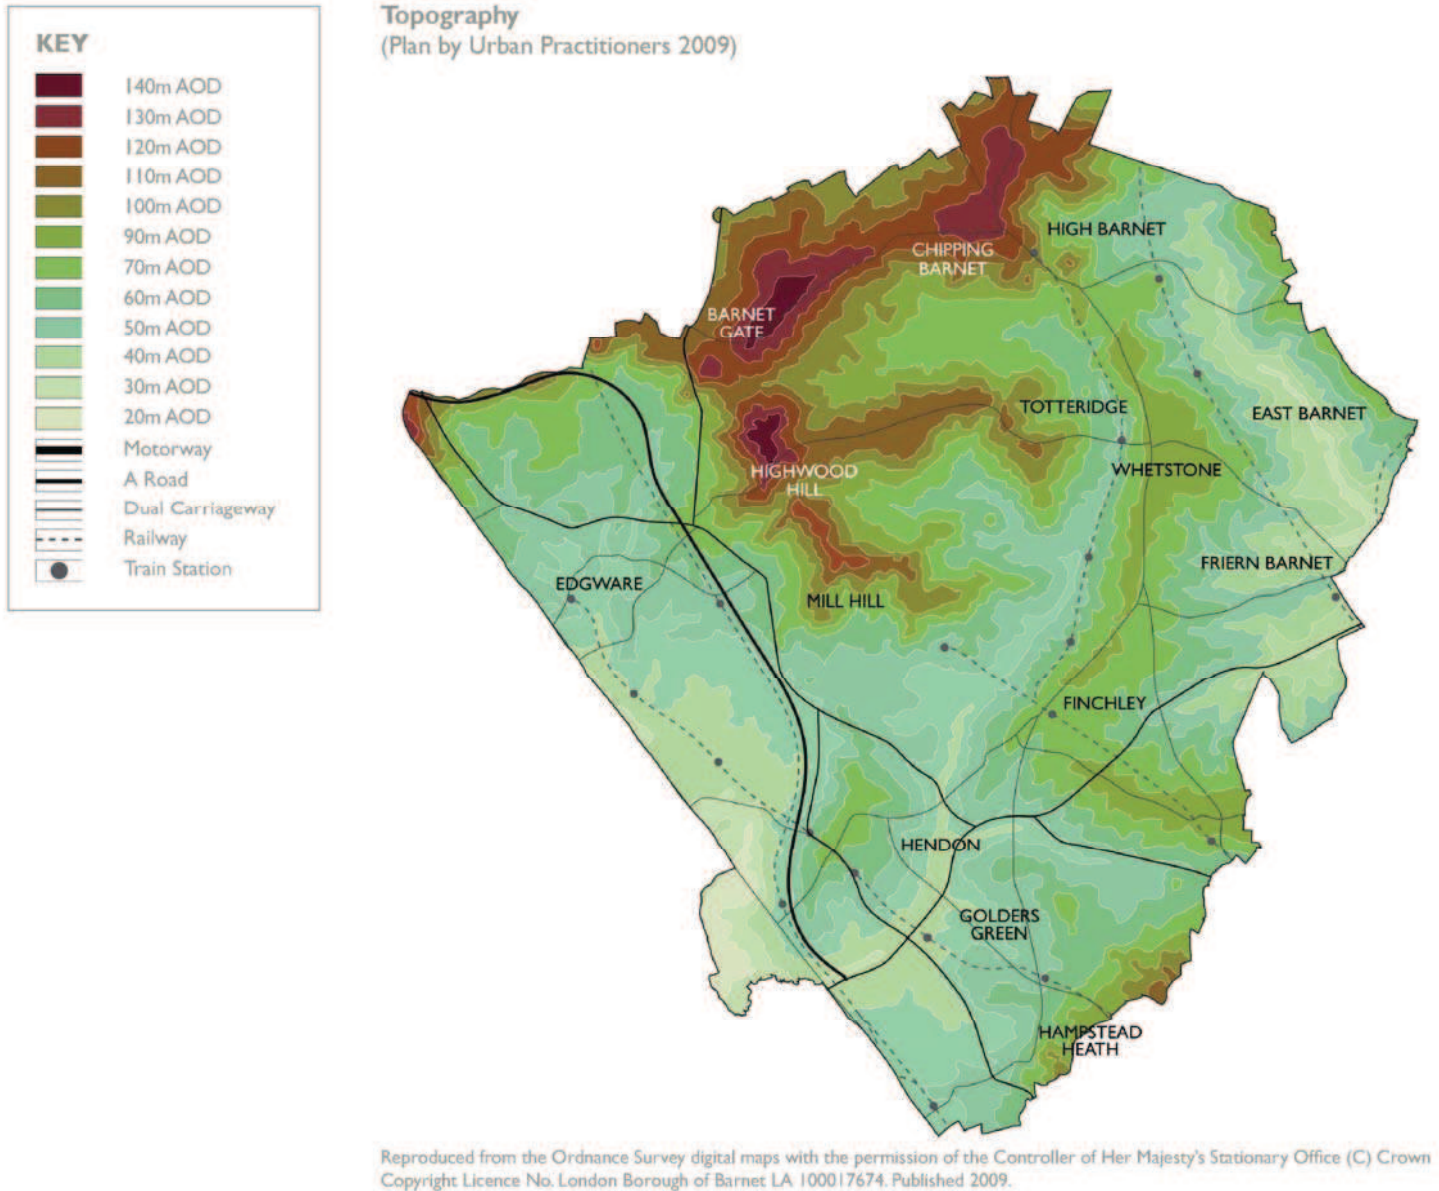 Topography
(Plan by Urban Practitioners 2009)
KEY
140m AOD
130m AOD
120m AOD
110m AOD
100m AOD
90m AOD
70m AOD
60m AOD
50m AOD
40m AOD
30m AOD
20m AOD
Motorway
A Road
Dual Carriageway
Railway
Train Station
HIGH BARNET
CHIPPING
BARNET
BARNET
GATE
TOTTERIDGE
EAST BARNET
HIGHWOOD
HILL
WHETSTONE
FRIERN BARNET
EDGWARE
MILL HILL
FINCHLEY
HENDON
GOLDERS
GREEN
HAMPSTEAD
HEATH
Reproduced from the Ordnance Survey digital maps with the permission of the Controller of Her Majesty's Stationary Office (C) Crown
Copyright Licence No. London Borough of Barnet LA 100017674. Published 2009.